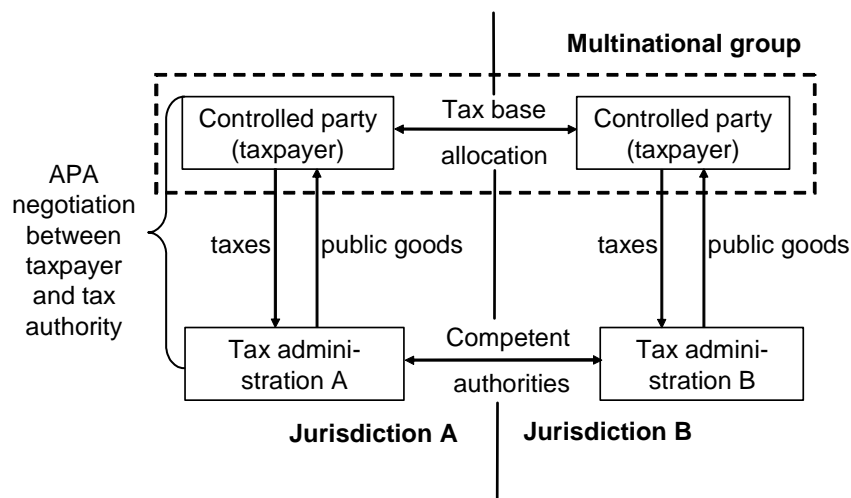 Multinational group
Controlled party
(taxpayer)
Tax base
allocation
Controlled party
(taxpayer)
APA
negotiation
between
taxpayer
and tax
authority
taxes
public goods
taxes
public goods
Tax admini-
stration A
Competent
authorities
Tax admini-
stration B
Jurisdiction A
Jurisdiction B